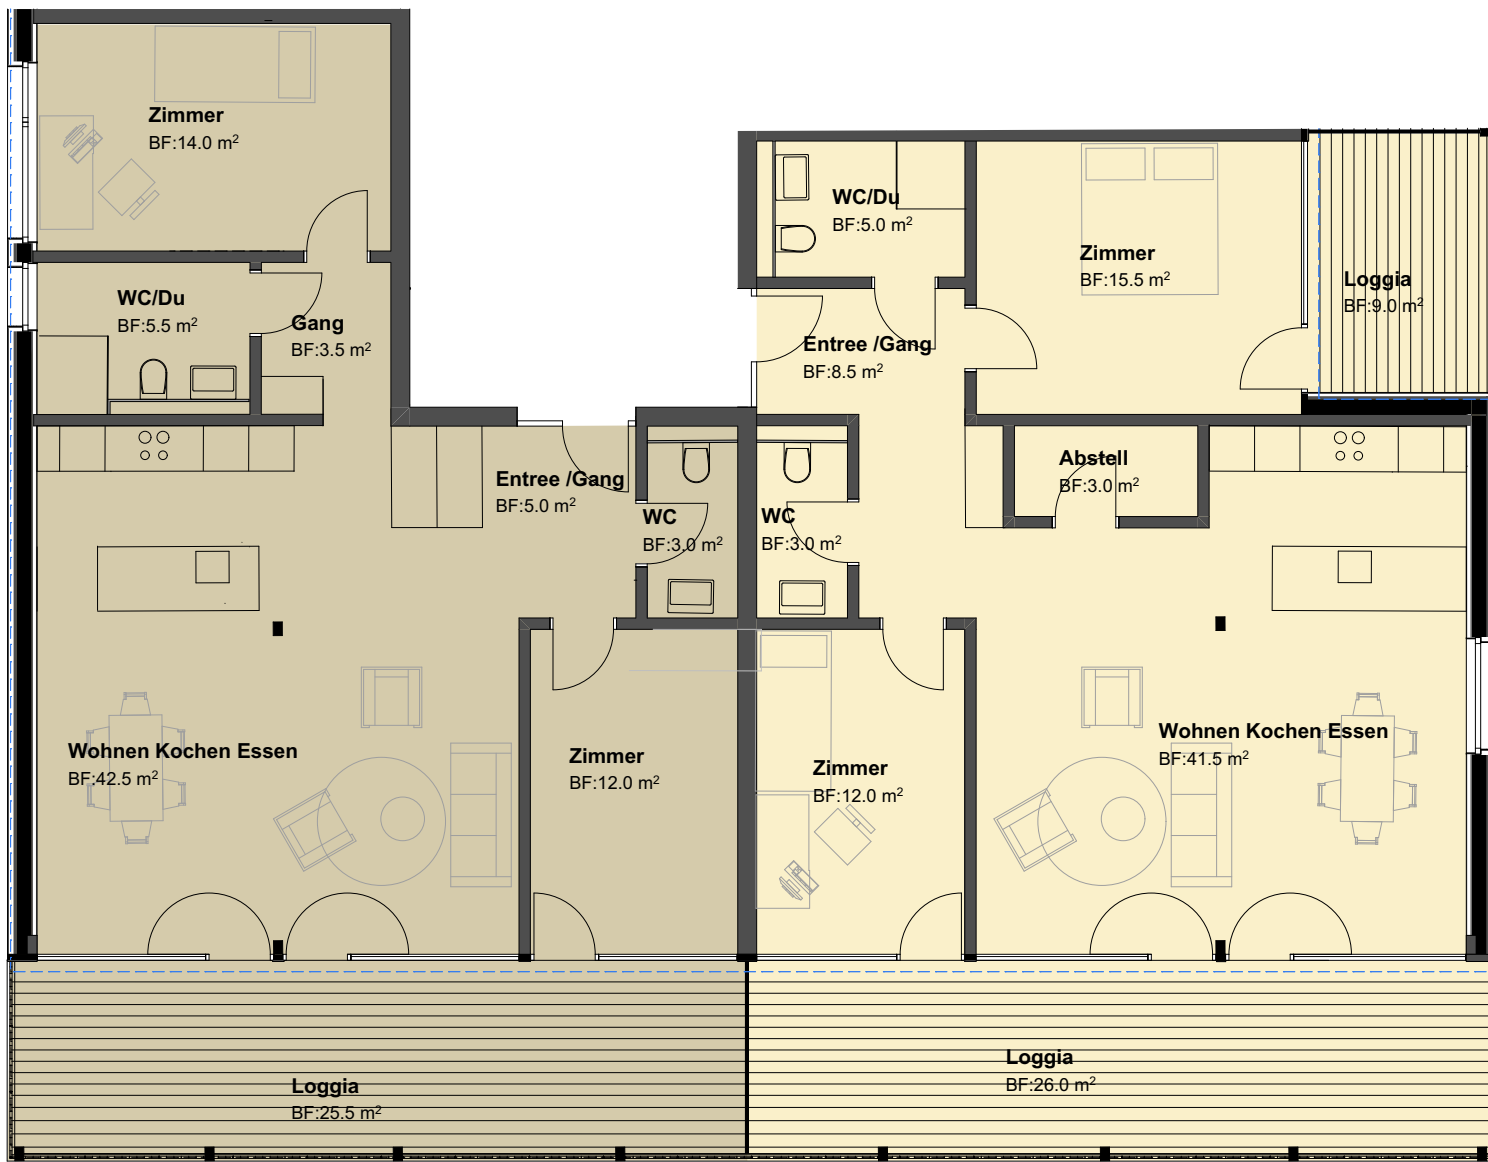 Zimmer
BF:14.0 m²
WC/Du
BF:5.5 m²
Gang
BF:3.5 m²
Entree /Gang
BF:5.0 m²
WC
BF:3.0 m²
Wohnen Kochen Essen
BF:42.5 m²
Zimmer
BF:12.0 m²
Loggia
BF:25.5 m²
WC/Du
BF:5.0 m²
Zimmer
BF:15.5 m²
Loggia
BF:9.0 m²
Entree /Gang
BF:8.5 m²
Abstell
BF:3.0 m²
WC
BF:3.0 m²
Wohnen Kochen Essen
BF:41.5 m²
Zimmer
BF:12.0 m²
Loggia
BF:26.0 m²